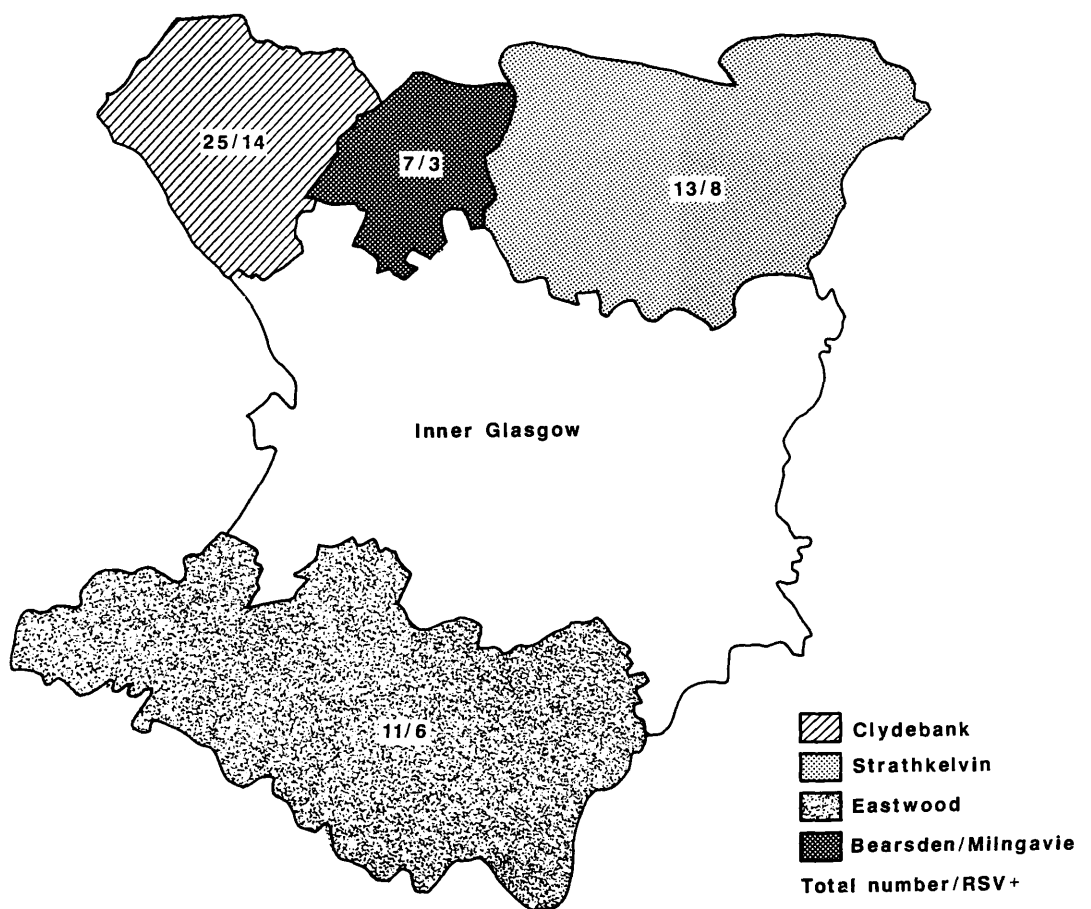 25/14
7/3
13/8
Inner Glasgow
11/6
Clydebank
Strathkelvin
Eastwood
Bearsden/Milngavie
Total number/RSV+